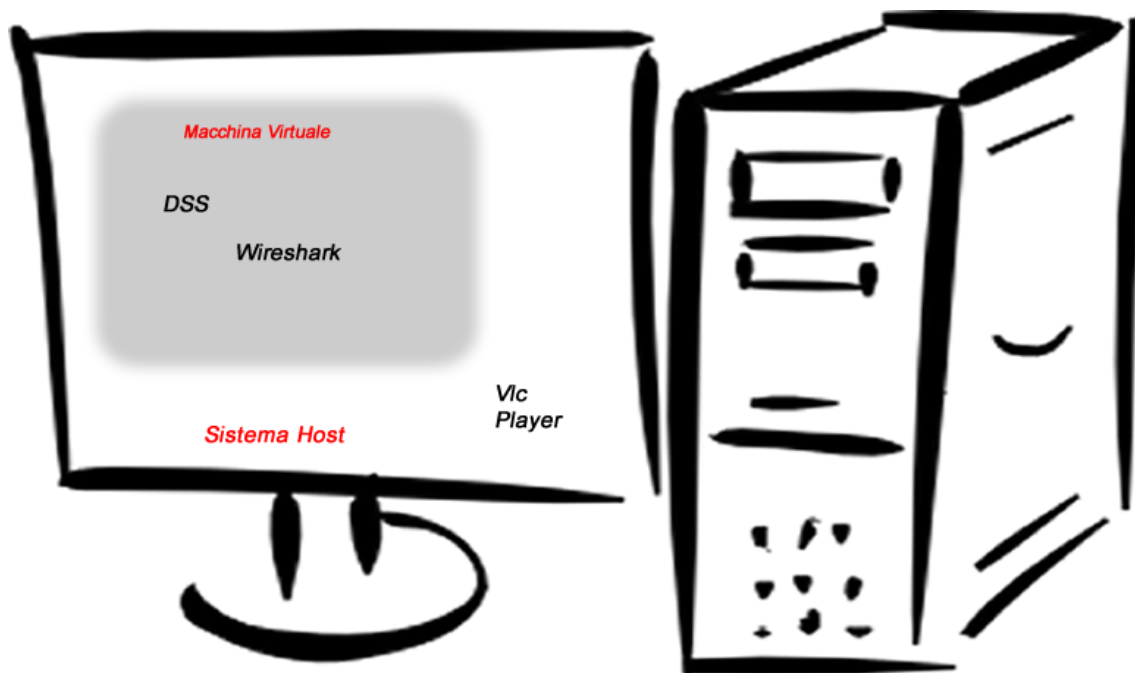 Macchina Virtuale
DSS
Wireshark
Vlc
Player
Sistema Host